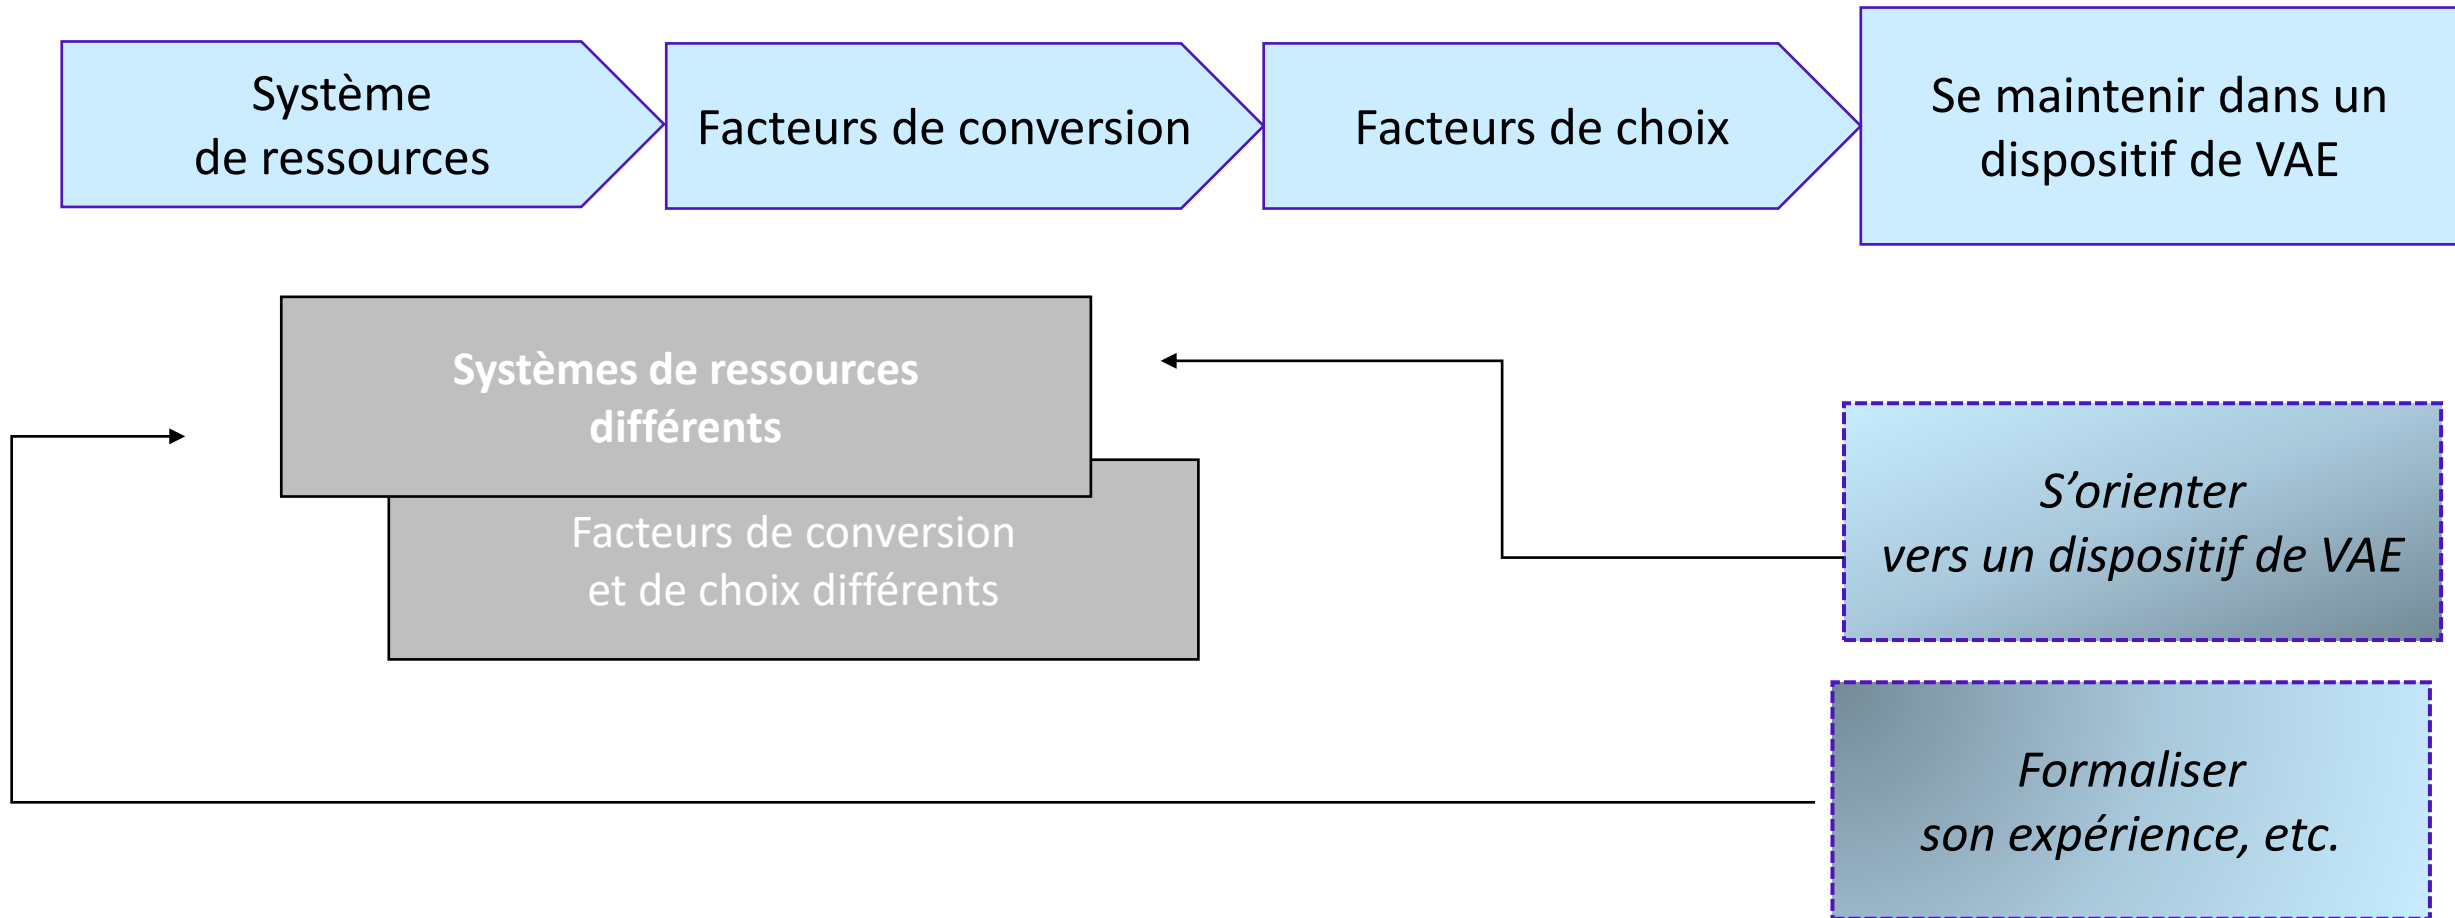 Système
de ressources
Facteurs de conversion
Facteurs de choix
Se maintenir dans un
dispositif de VAE
Systèmes de ressources
différents
Facteurs de conversion
et de choix différents
S’orienter
vers un dispositif de VAE
Formaliser
son expérience, etc.